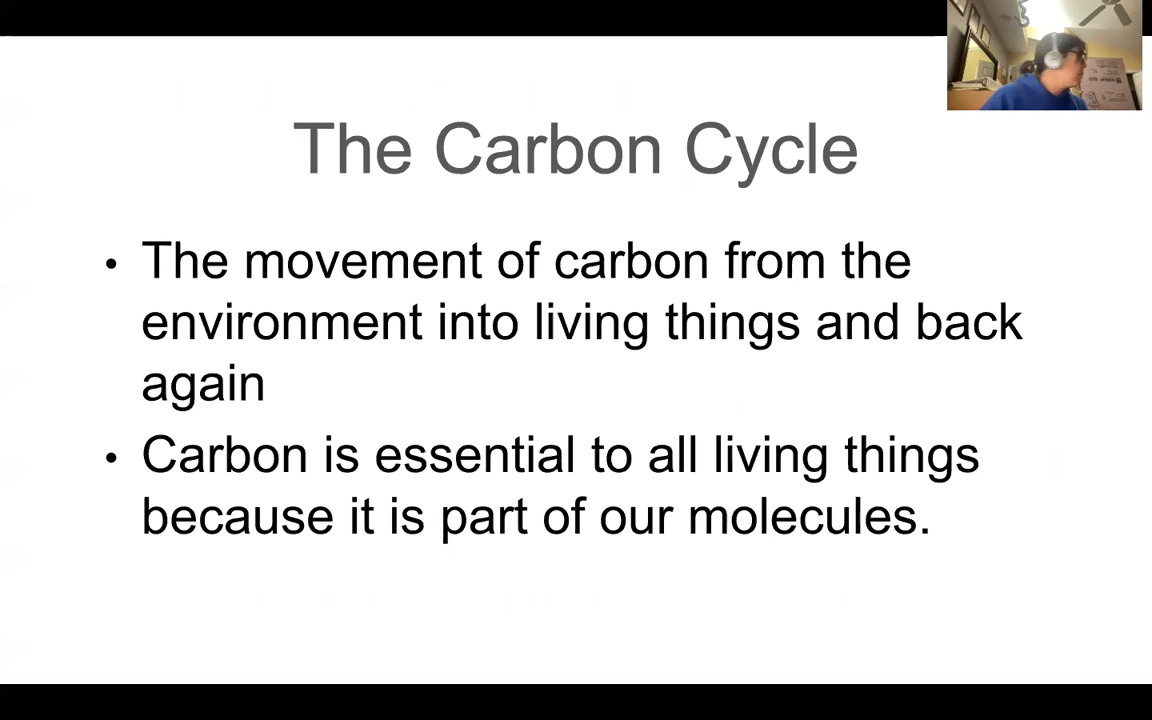 The Carbon Cycle
• The movement of carbon from the
environment into living things and back
again
• Carbon is essential to all living things
because it is part of our molecules.